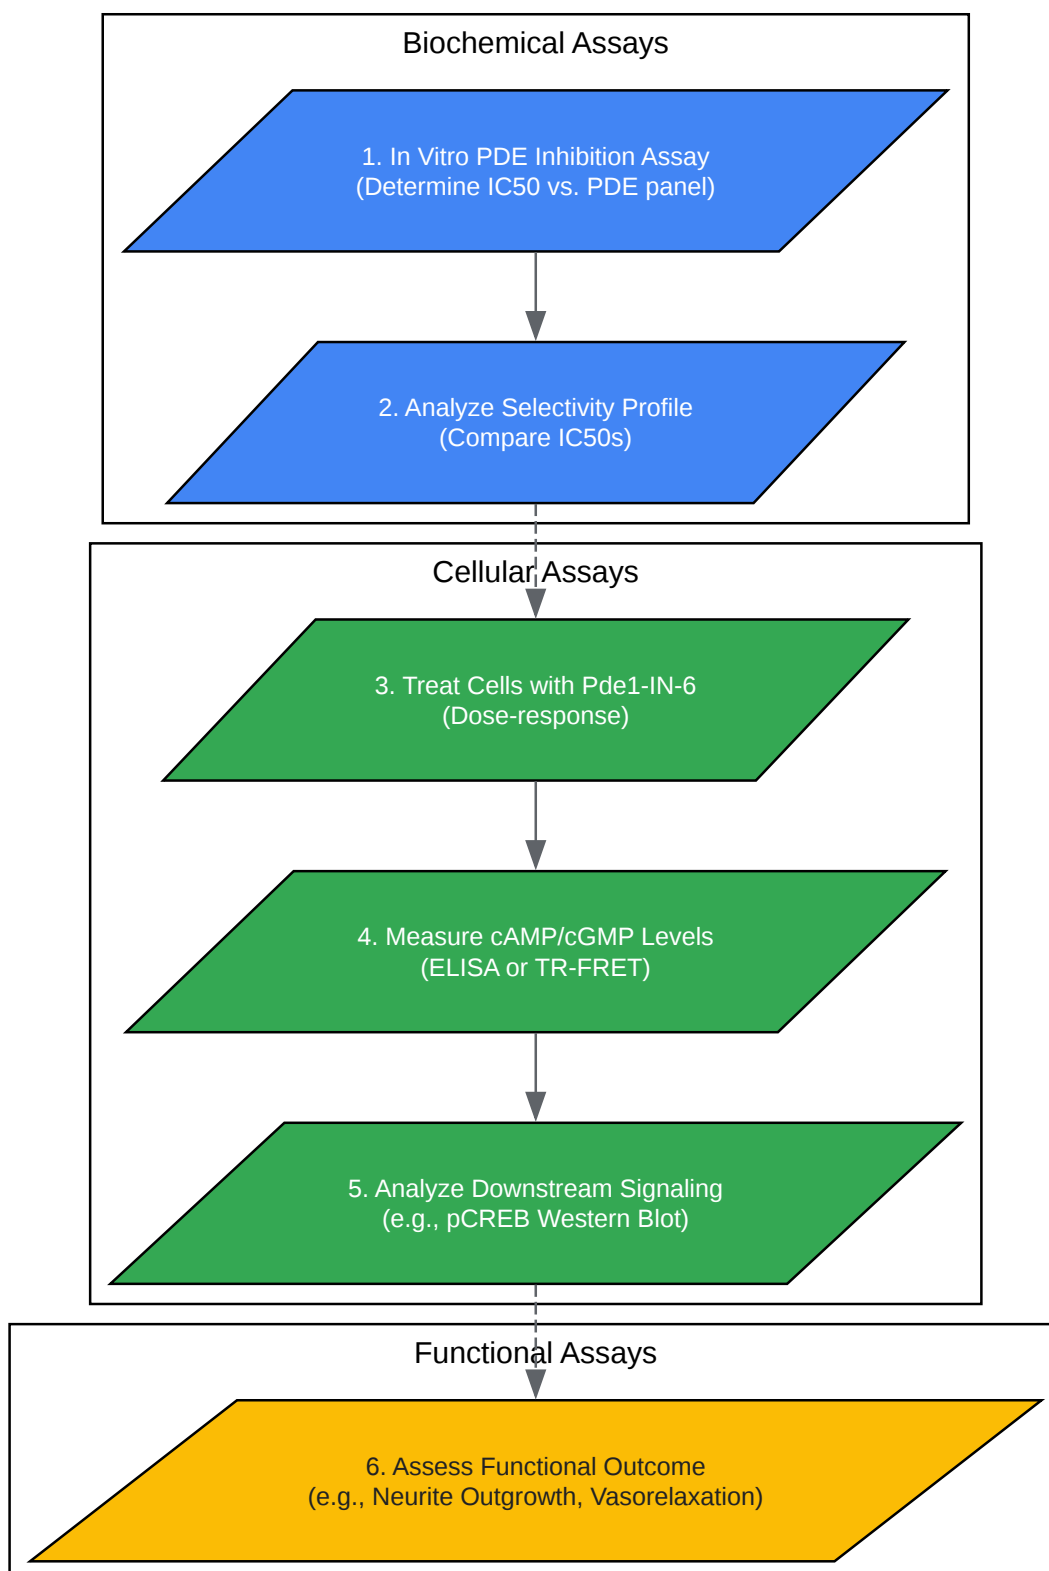 Biochemical Assays
1. In Vitro PDE Inhibition Assay
(Determine IC50 vs. PDE panel)
2. Analyze Selectivity Profile
(Compare IC50s)
Cellular Assays
3. Treat Cells with Pde1-IN-6
(Dose-response)
4. Measure cAMP/cGMP Levels
(ELISA or TR-FRET)
5. Analyze Downstream Signaling
(e.g., pCREB Western Blot)
Functional Assays
6. Assess Functional Outcome
(e.g., Neurite Outgrowth, Vasorelaxation)